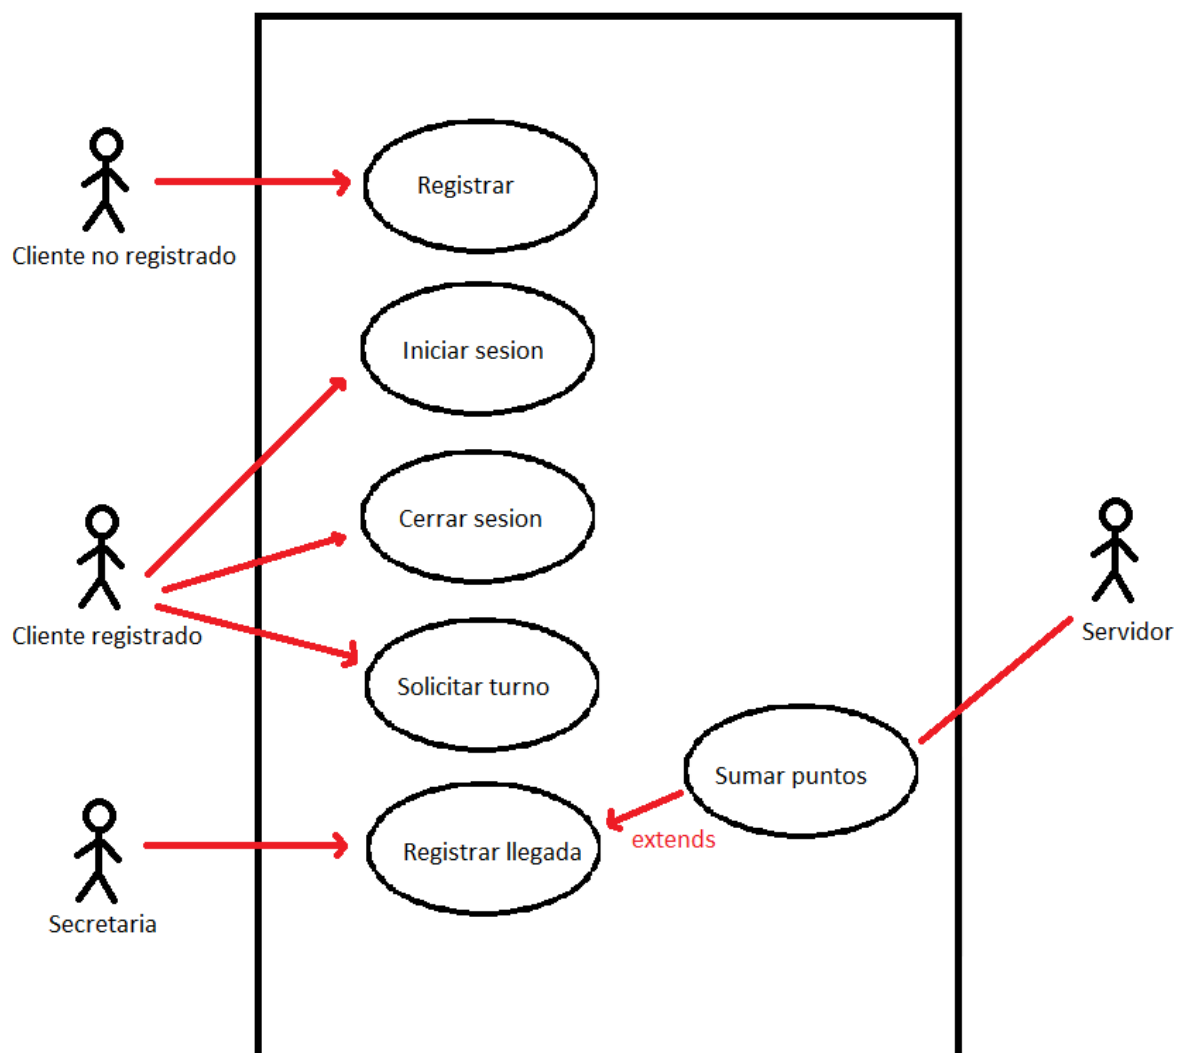 Registrar
Cliente no registrado
Iniciar sesion
Cerrar sesion
Cliente registrado
Servidor
Solicitar turno
Sumar puntos
extends
Registrar llegada
Secretaria